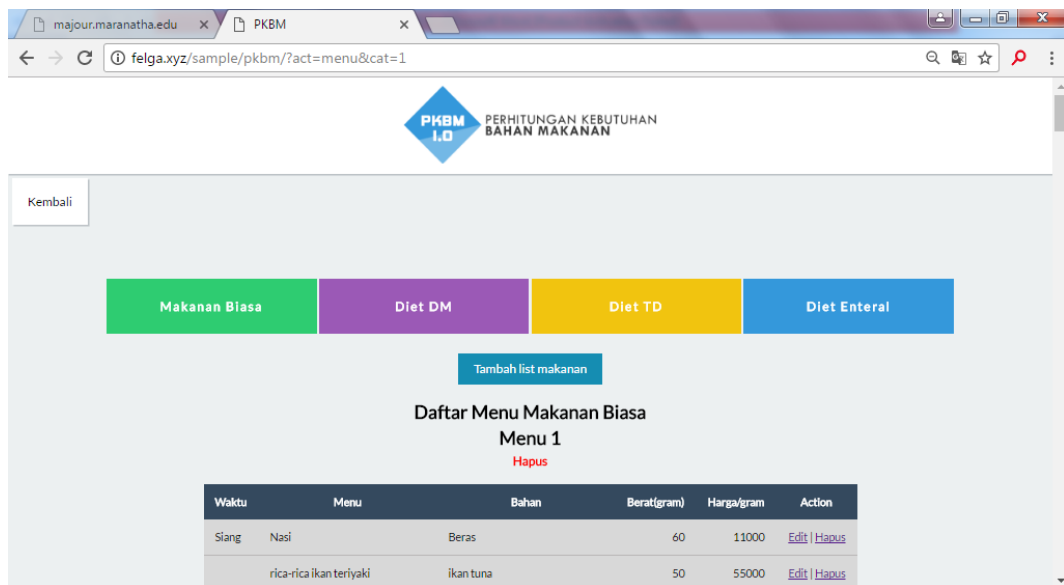 majour.maranatha.edu
PKBM
felga.xyz/sample/pkbm/?act=menu&cat=1
PKBM
1.0
PERHITUNGAN KEBUTUHAN
BAHAN MAKANAN
Kembali
Makanan Biasa Diet DM Diet TD Diet Enteral
Tambah list makanan
Daftar Menu Makanan Biasa
Menu 1
Hapus
Waktu Menu Bahan Berat(gram) Harga/gram Action
Siang Nasi Beras 60 11000 Edit | Hapus
rica-rica ikan teriyaki ikan tuna 50 55000 Edit | Hapus